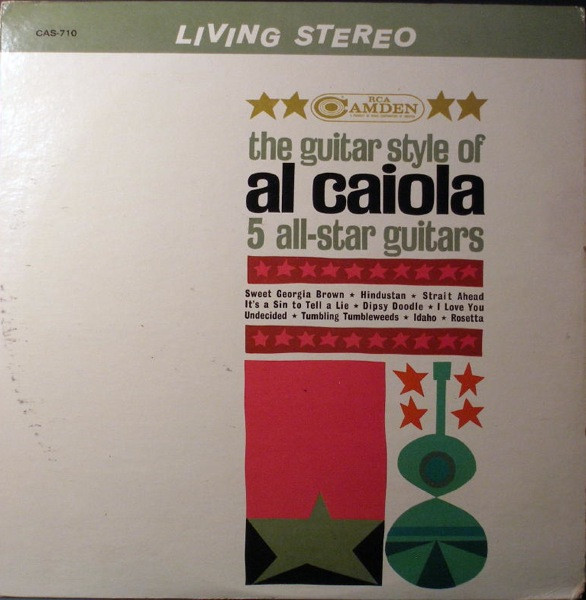 CAS-710
LIVING STEREO
RCA
CAMDEN
the guitar style of
al caiola
5 all-star guitars
Sweet Georgia Brown ★ Hindustan ★ Strait Ahead
It's a Sin to Tell a Lie ★ Dipsy Doodle ★ I Love You
Undecided ★ Tumbling Tumbleweeds ★ Idaho ★ Rosetta